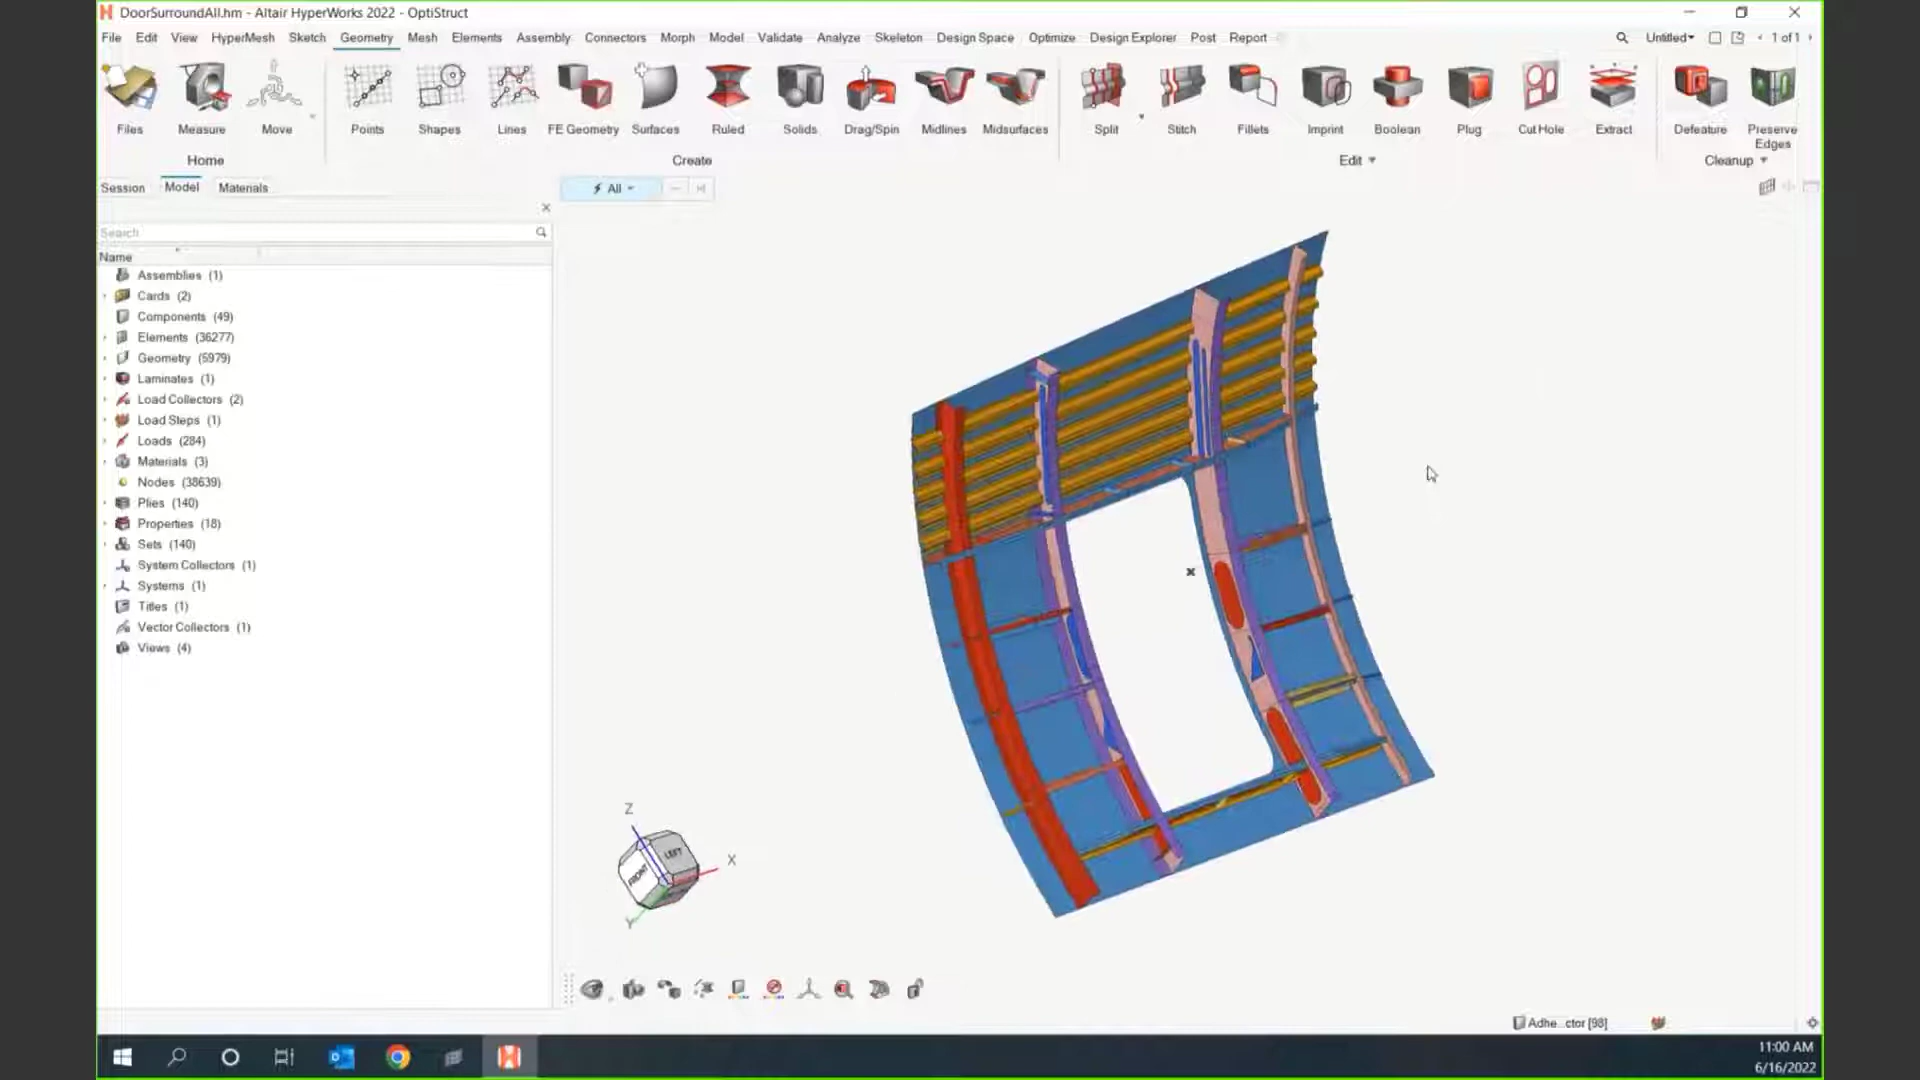 DoorSurroundAll.hm - Altair HyperWorks 2022 - OptiStruct
File Edit View HyperMesh Sketch Geometry Mesh Elements Assembly Connectors Morph Model Validate Analyze Skeleton Design Space Optimize Design Explorer Post Report Untitled 1 of 1
Files Measure Move Points Shapes Lines FE Geometry Surfaces Ruled Solids Drag/Spin Midlines Midsurfaces Split Stitch Fillets Imprint Boolean Plug Cut Hole Extract Defeature Preserve
Edges
Home Create Edit Cleanup
Session Model Materials All
Search
Name
Assemblies (1)
Cards (2)
Components (49)
Elements (36277)
Geometry (5979)
Laminates (1)
Load Collectors (2)
Load Steps (1)
Loads (284)
Materials (3)
Nodes (38639)
Plies (140)
Properties (18)
Sets (140)
System Collectors (1)
Systems (1)
Titles (1)
Vector Collectors (1)
Views (4)
Z
LEFT X
FRONT
Y
Adhe...ctor [98]
11:00 AM
6/16/2022